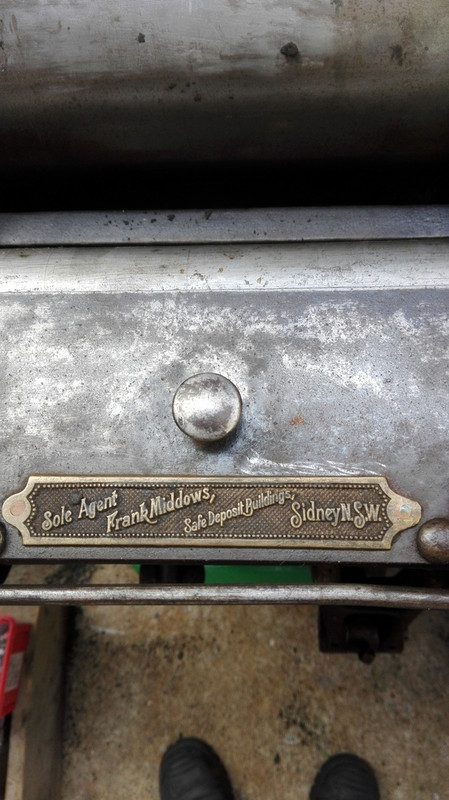 Sole Agent Frank Middows, Safe Deposit Buildings, Sidney N.S.W.